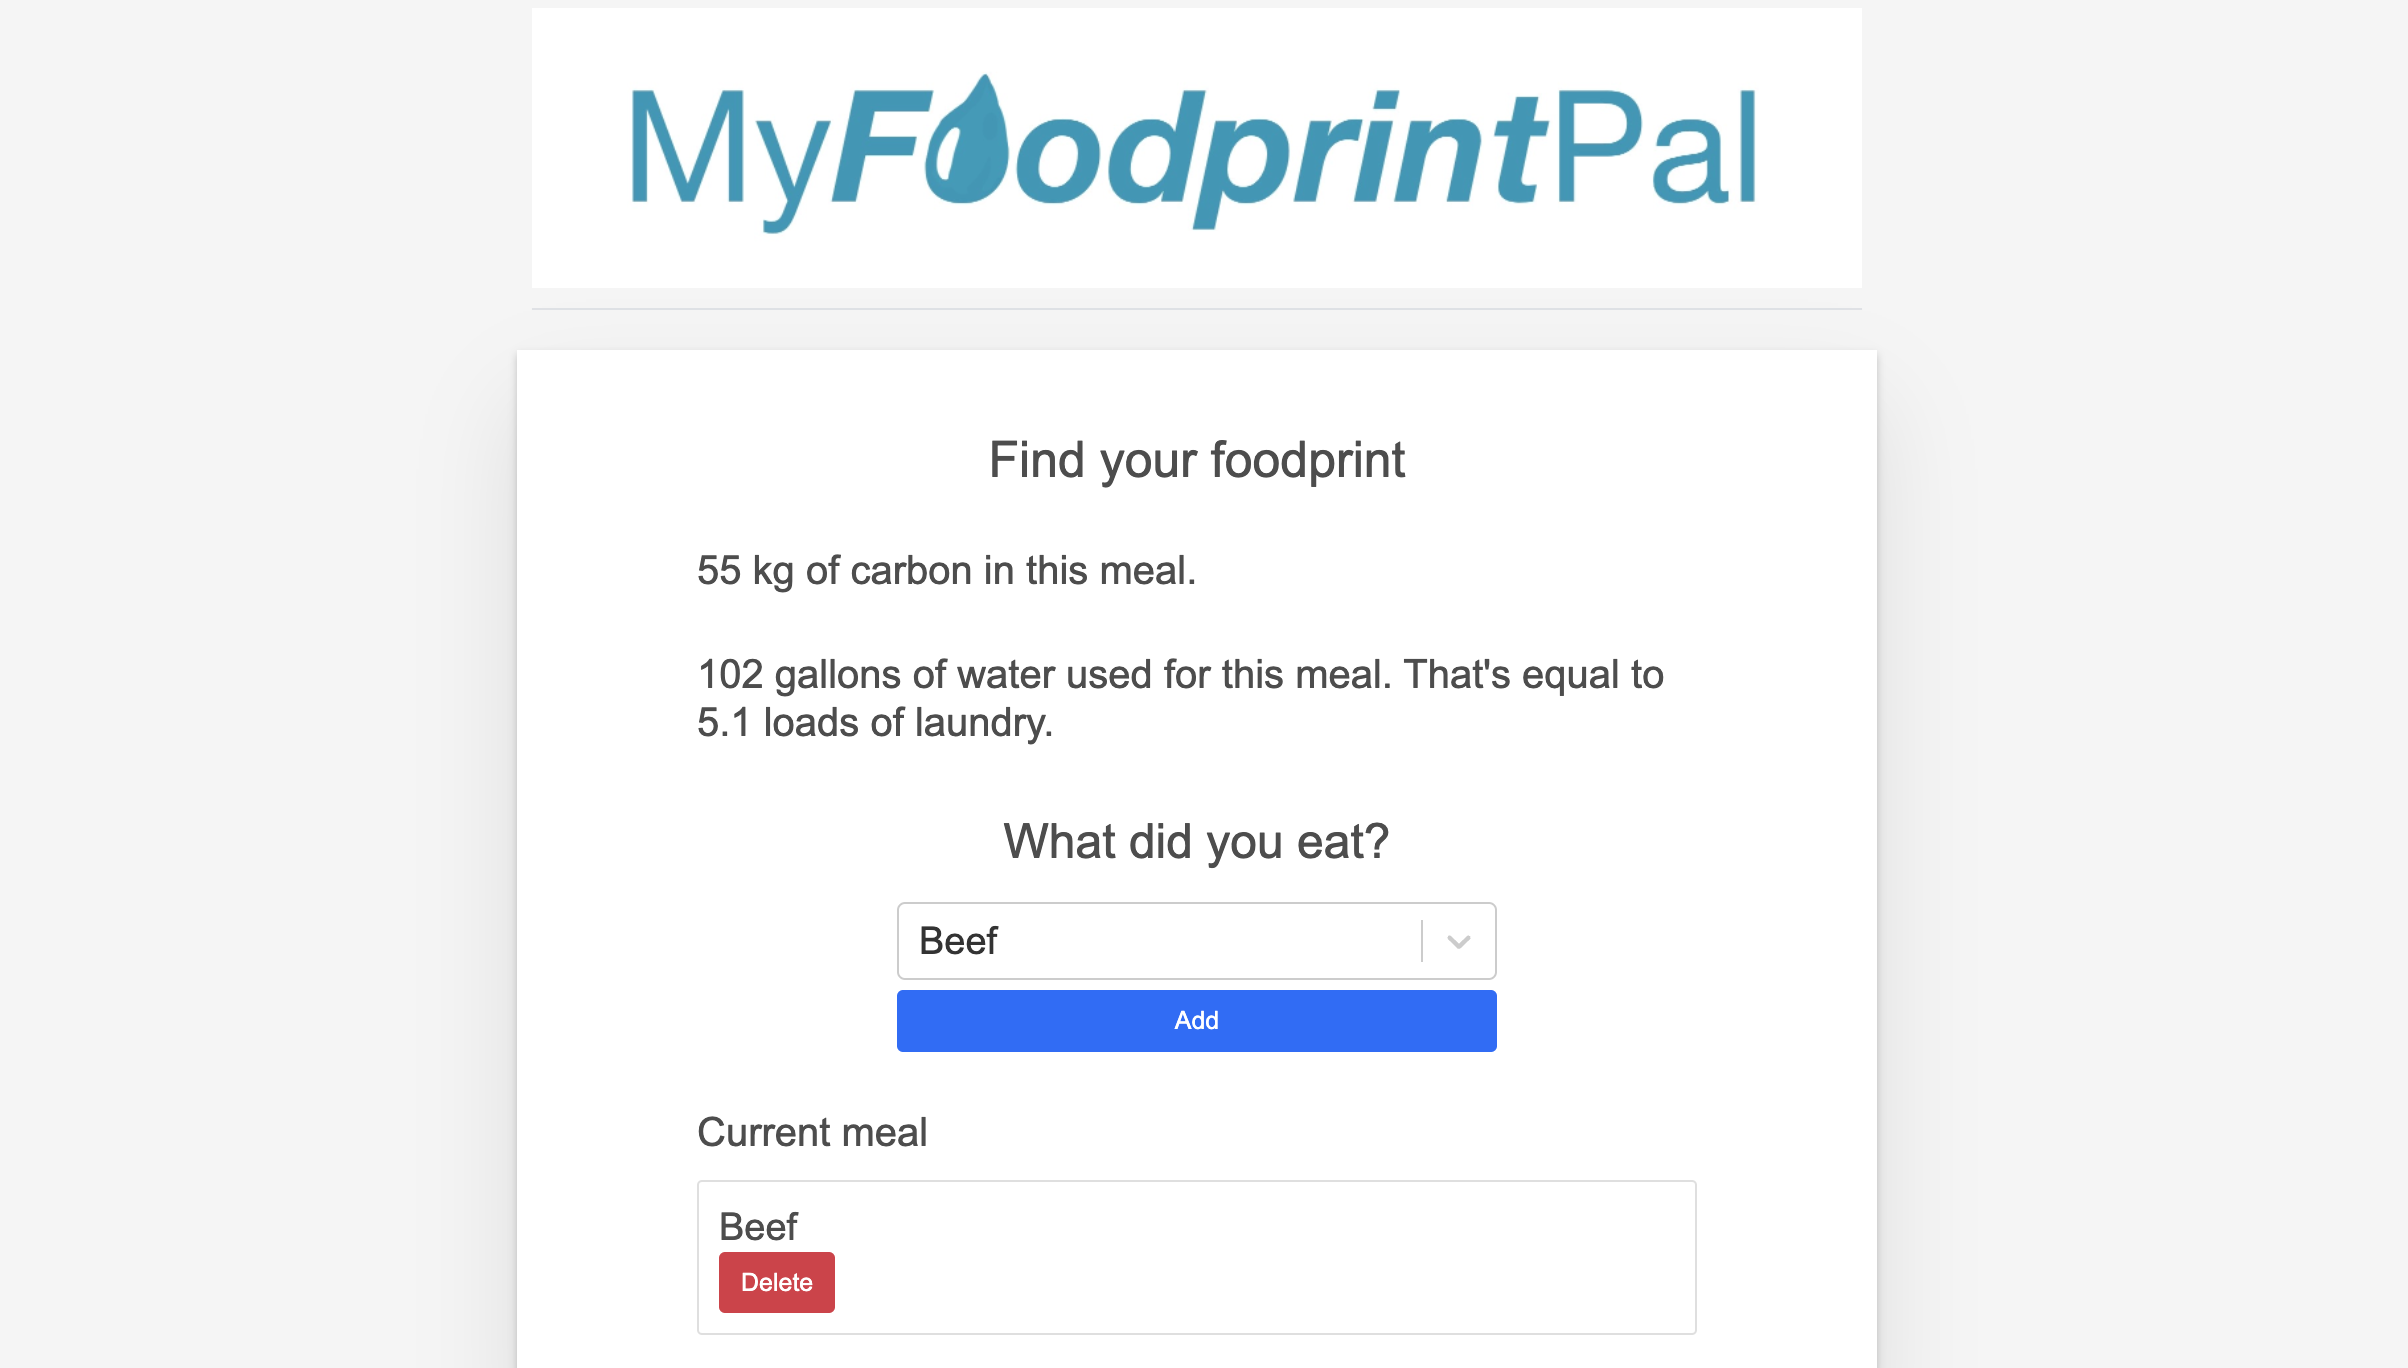 MyFoodprintPal
Find your foodprint
55 kg of carbon in this meal.
102 gallons of water used for this meal. That's equal to
5.1 loads of laundry.
What did you eat?
Beef
Add
Current meal
Beef
Delete